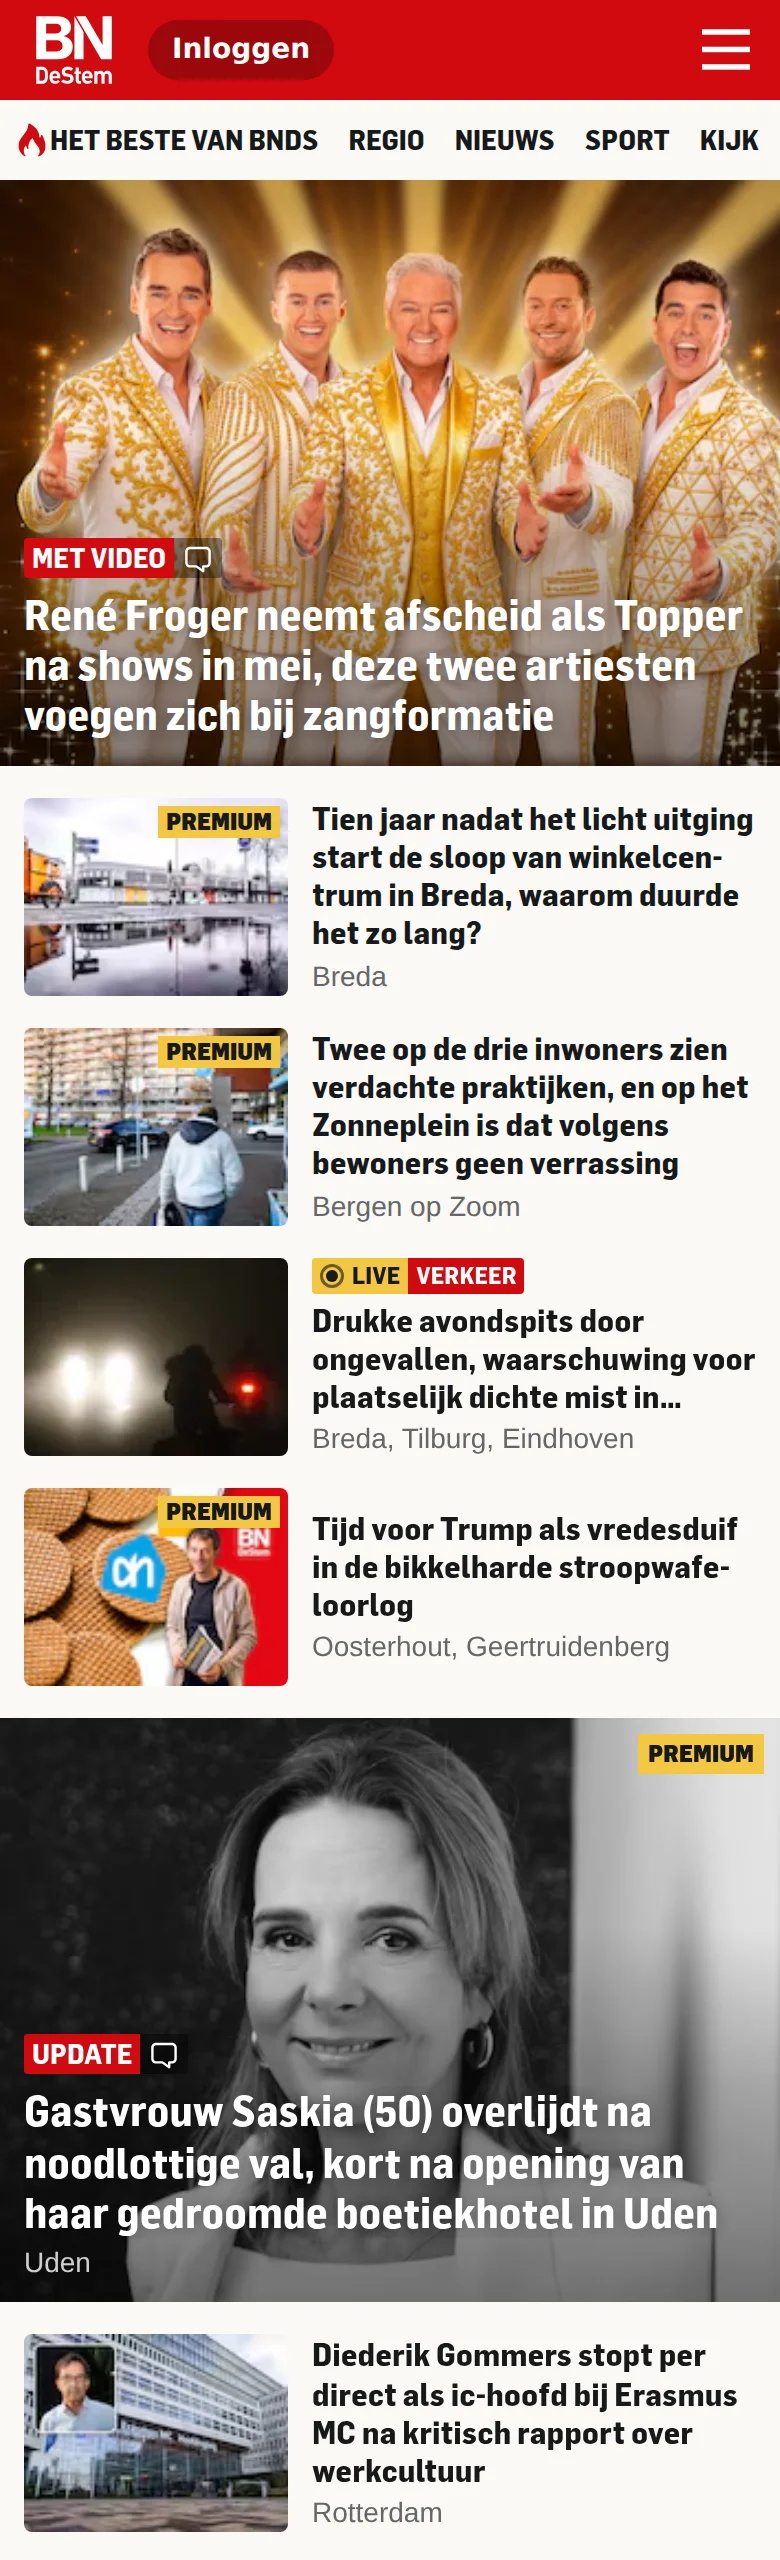 BN
DeStem
Inloggen
HET BESTE VAN BNDS REGIO NIEUWS SPORT KIJK
MET VIDEO
René Froger neemt afscheid als Topper
na shows in mei, deze twee artiesten
voegen zich bij zangformatie
PREMIUM
Tien jaar nadat het licht uitging
start de sloop van winkelcen-
trum in Breda, waarom duurde
het zo lang?
Breda
PREMIUM
Twee op de drie inwoners zien
verdachte praktijken, en op het
Zonneplein is dat volgens
bewoners geen verrassing
Bergen op Zoom
LIVE VERKEER
Drukke avondspits door
ongevallen, waarschuwing voor
plaatselijk dichte mist in...
Breda, Tilburg, Eindhoven
PREMIUM
BN
DeStem
Tijd voor Trump als vredesduif
in de bikkelharde stroopwafe-
loorlog
Oosterhout, Geertruidenberg
PREMIUM
UPDATE
Gastvrouw Saskia (50) overlijdt na
noodlottige val, kort na opening van
haar gedroomde boetiekhotel in Uden
Uden
Diederik Gommers stopt per
direct als ic-hoofd bij Erasmus
MC na kritisch rapport over
werkcultuur
Rotterdam